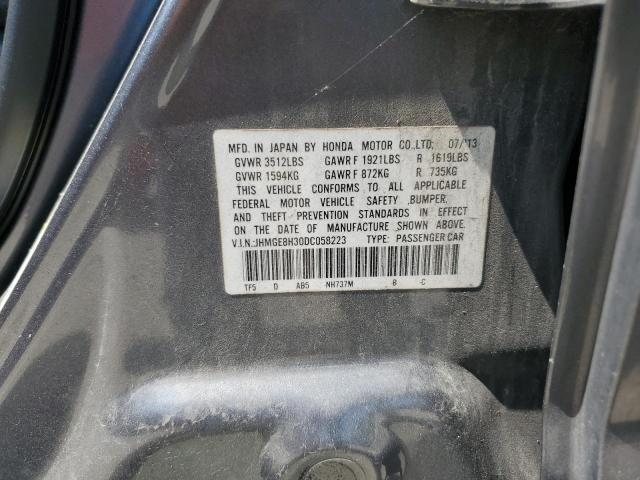 MFD. IN JAPAN BY HONDA MOTOR CO.,LTD. 07/'13
GVWR 3512LBS GAWR F 1921LBS R 1619LBS
GVWR 1594KG GAWR F 872KG R 735KG
THIS VEHICLE CONFORMS TO ALL APPLICABLE
FEDERAL MOTOR VEHICLE SAFETY ,BUMPER,
AND THEFT PREVENTION STANDARDS IN EFFECT
ON THE DATE OF MANUFACTURE SHOWN ABOVE.
V.I.N.:JHMGE8H30DC058223 TYPE: PASSENGER CAR
TF5 D AB5 -NH737M B -C